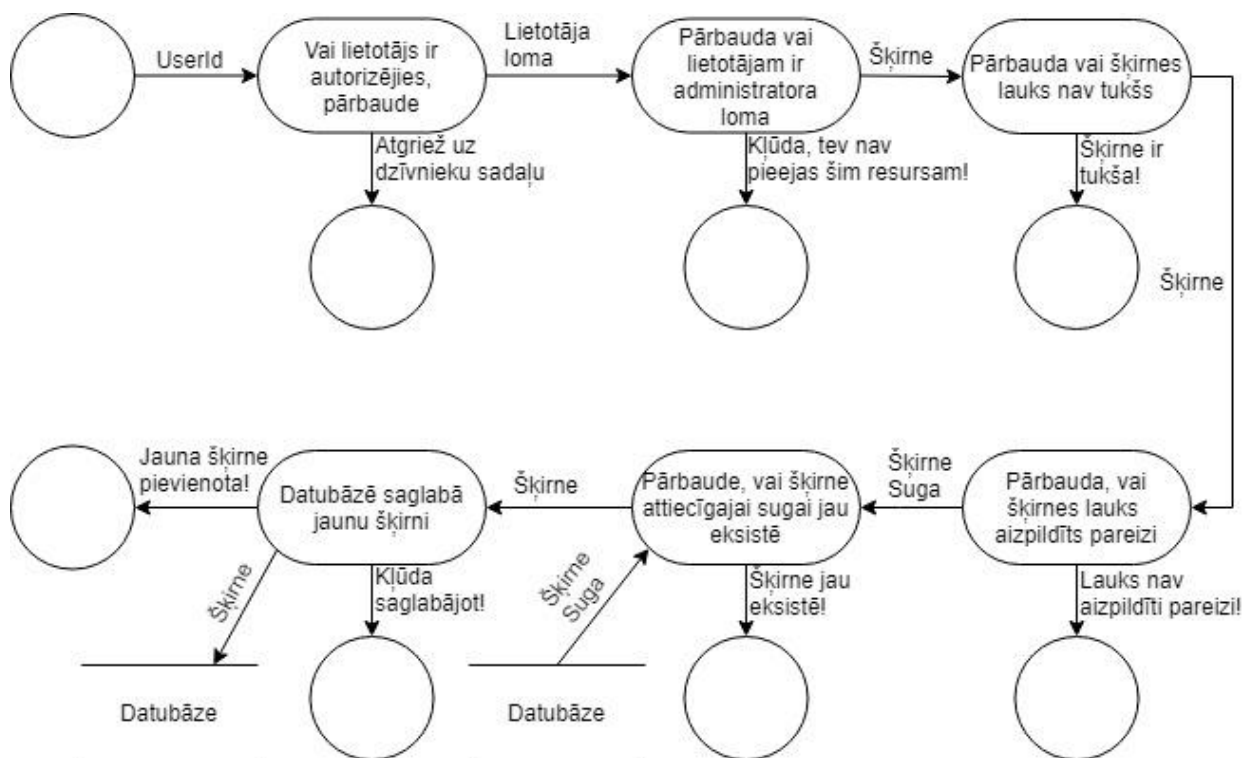 UserId
Vai lietotājs ir
autorizējies,
pārbaude
Lietotāja
loma
Pārbauda vai
lietotājam ir
administratora
loma
Šķirne
Pārbauda vai šķirnes
lauks nav tukšs
Atgriež uz
dzīvnieku sadaļu
Kļūda, tev nav
pieejas šim resursam!
Šķirne ir
tukša!
Šķirne
Jauna šķirne
pievienota!
Datubāzē saglabā
jaunu šķirni
Šķirne
Pārbaude, vai šķirne
attiecīgajai sugai jau
eksistē
Šķirne
Suga
Pārbauda, vai
šķirnes lauks
aizpildīts pareizi
Šķirne
Kļūda
saglabājot!
Šķirne
Suga
Šķirne jau
eksistē!
Lauks nav
aizpildīti pareizi!
Datubāze
Datubāze